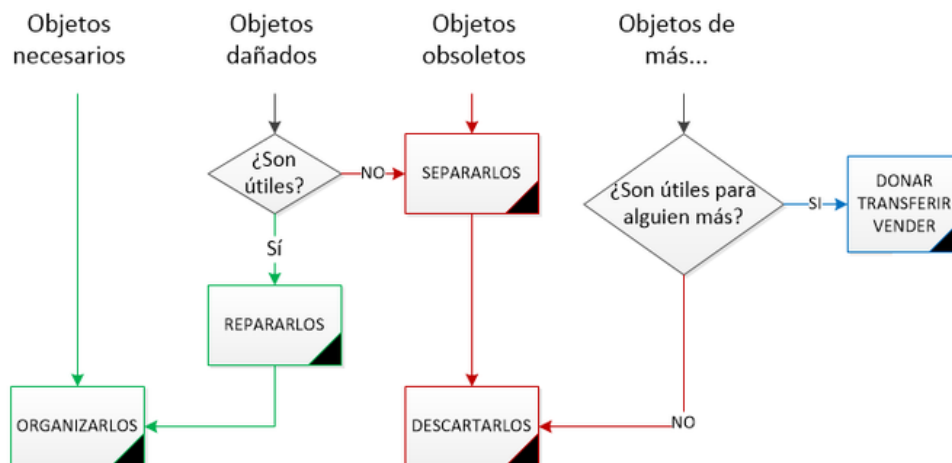 Objetos
necesarios
Objetos
dañados
Objetos
obsoletos
Objetos de
más...
¿Son
útiles?
NO
SEPARARLOS
¿Son útiles para
alguien más?
SI
DONAR
TRANSFERIR
VENDER
Sí
REPARARLOS
ORGANIZARLOS
DESCARTARLOS
NO